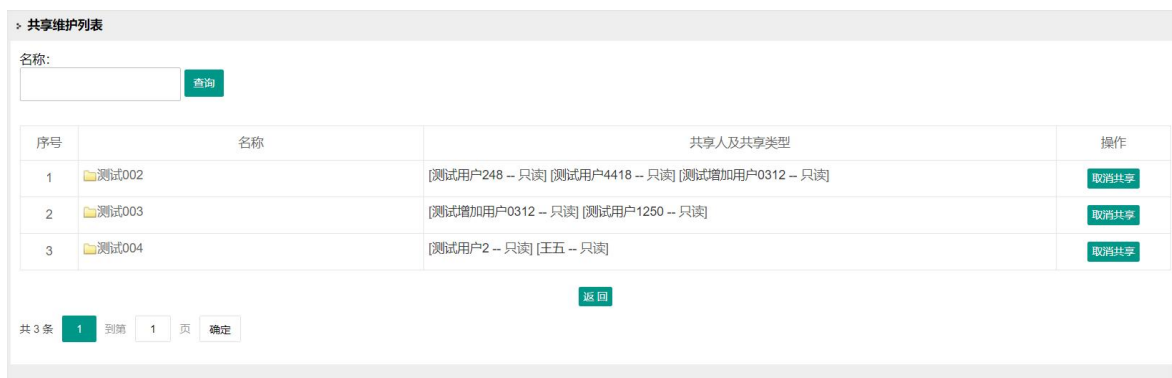 共享维护列表
名称:
查询
序号 名称 共享人及共享类型 操作
1 测试002 [测试用户248 -- 只读] [测试用户4418 -- 只读] [测试增加用户0312 -- 只读] 取消共享
2 测试003 [测试增加用户0312 -- 只读] [测试用户1250 -- 只读] 取消共享
3 测试004 [测试用户2 -- 只读] [王五 -- 只读] 取消共享
返 回
共 3 条 1 到第 1 页 确定